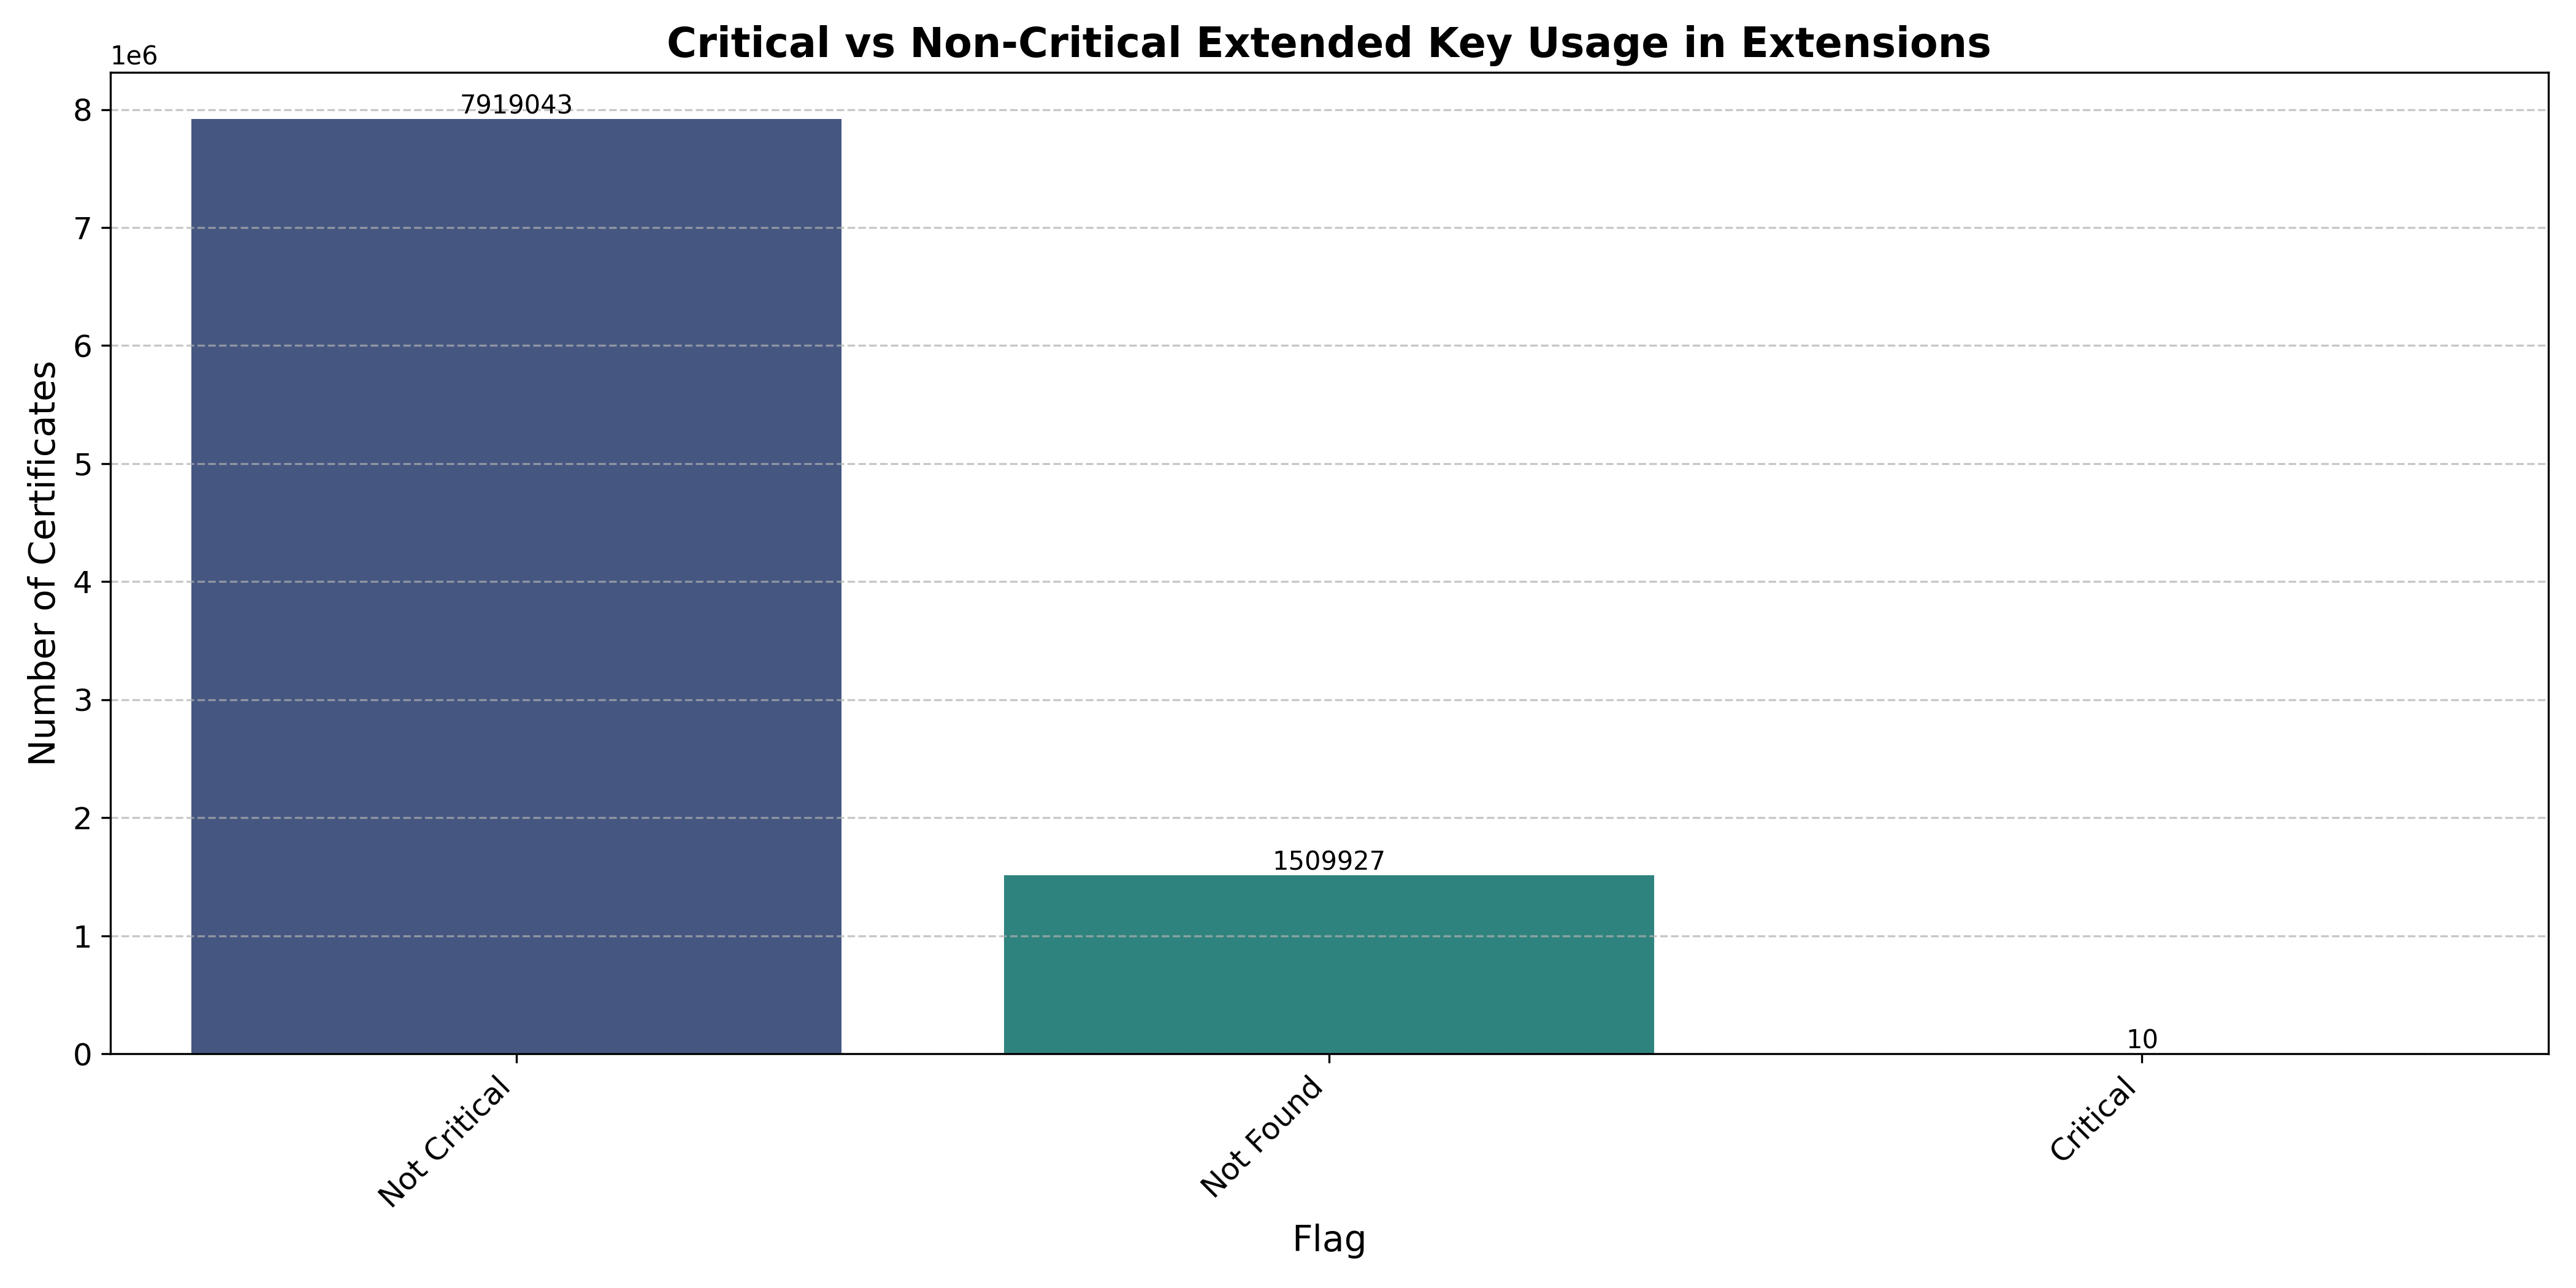 Critical vs Non-Critical Extended Key Usage in Extensions
1e6
8
7
6
5
4
3
2
1
0
Number of Certificates
7919043
1509927
10
Not Critical
Not Found
Critical
Flag